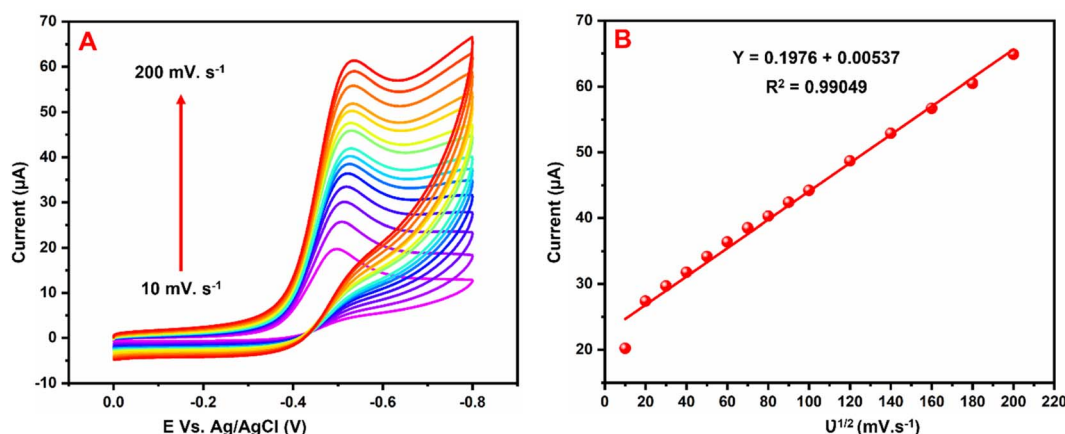 A
200 mV. s⁻¹
10 mV. s⁻¹
Current (µA)
70
60
50
40
30
20
10
0
-10
0.0 -0.2 -0.4 -0.6 -0.8
E Vs. Ag/AgCl (V)
B
Y = 0.1976 + 0.00537
R² = 0.99049
Current (µA)
70
60
50
40
30
20
0 20 40 60 80 100 120 140 160 180 200 220
Ʋ¹/² (mV.s⁻¹)